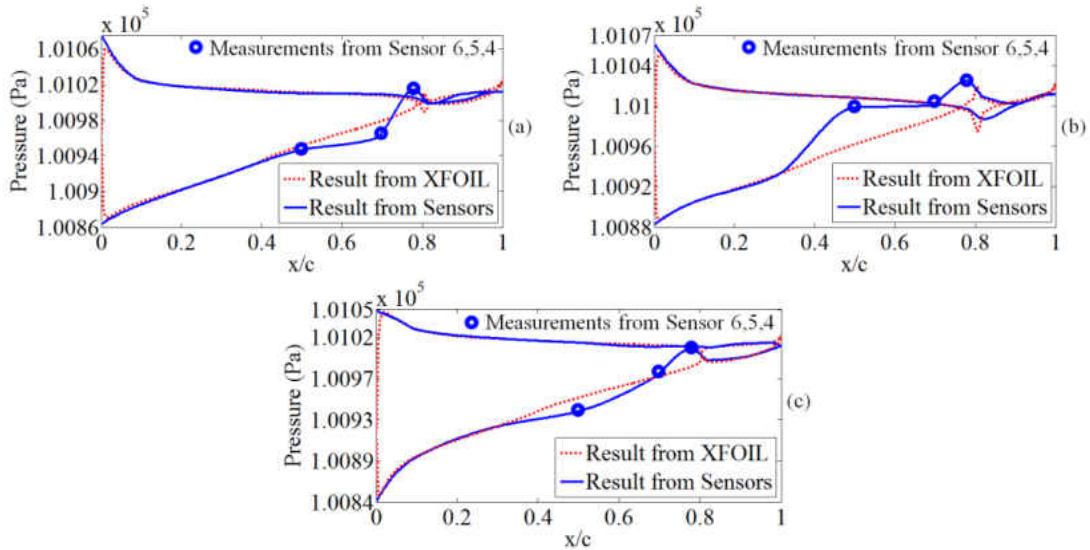 x 10^5
Pressure (Pa)
1.0106
1.0102
1.0098
1.0094
1.009
1.0086
Measurements from Sensor 6,5,4
Result from XFOIL
Result from Sensors
0 0.2 0.4 0.6 0.8 1
x/c
(a)
x 10^5
Pressure (Pa)
1.0107
1.0104
1.01
1.0096
1.0092
1.0088
Measurements from Sensor 6,5,4
Result from XFOIL
Result from Sensors
0 0.2 0.4 0.6 0.8 1
x/c
(b)
x 10^5
Pressure (Pa)
1.0105
1.0102
1.0097
1.0093
1.0089
1.0084
Measurements from Sensor 6,5,4
Result from XFOIL
Result from Sensors
0 0.2 0.4 0.6 0.8 1
x/c
(c)